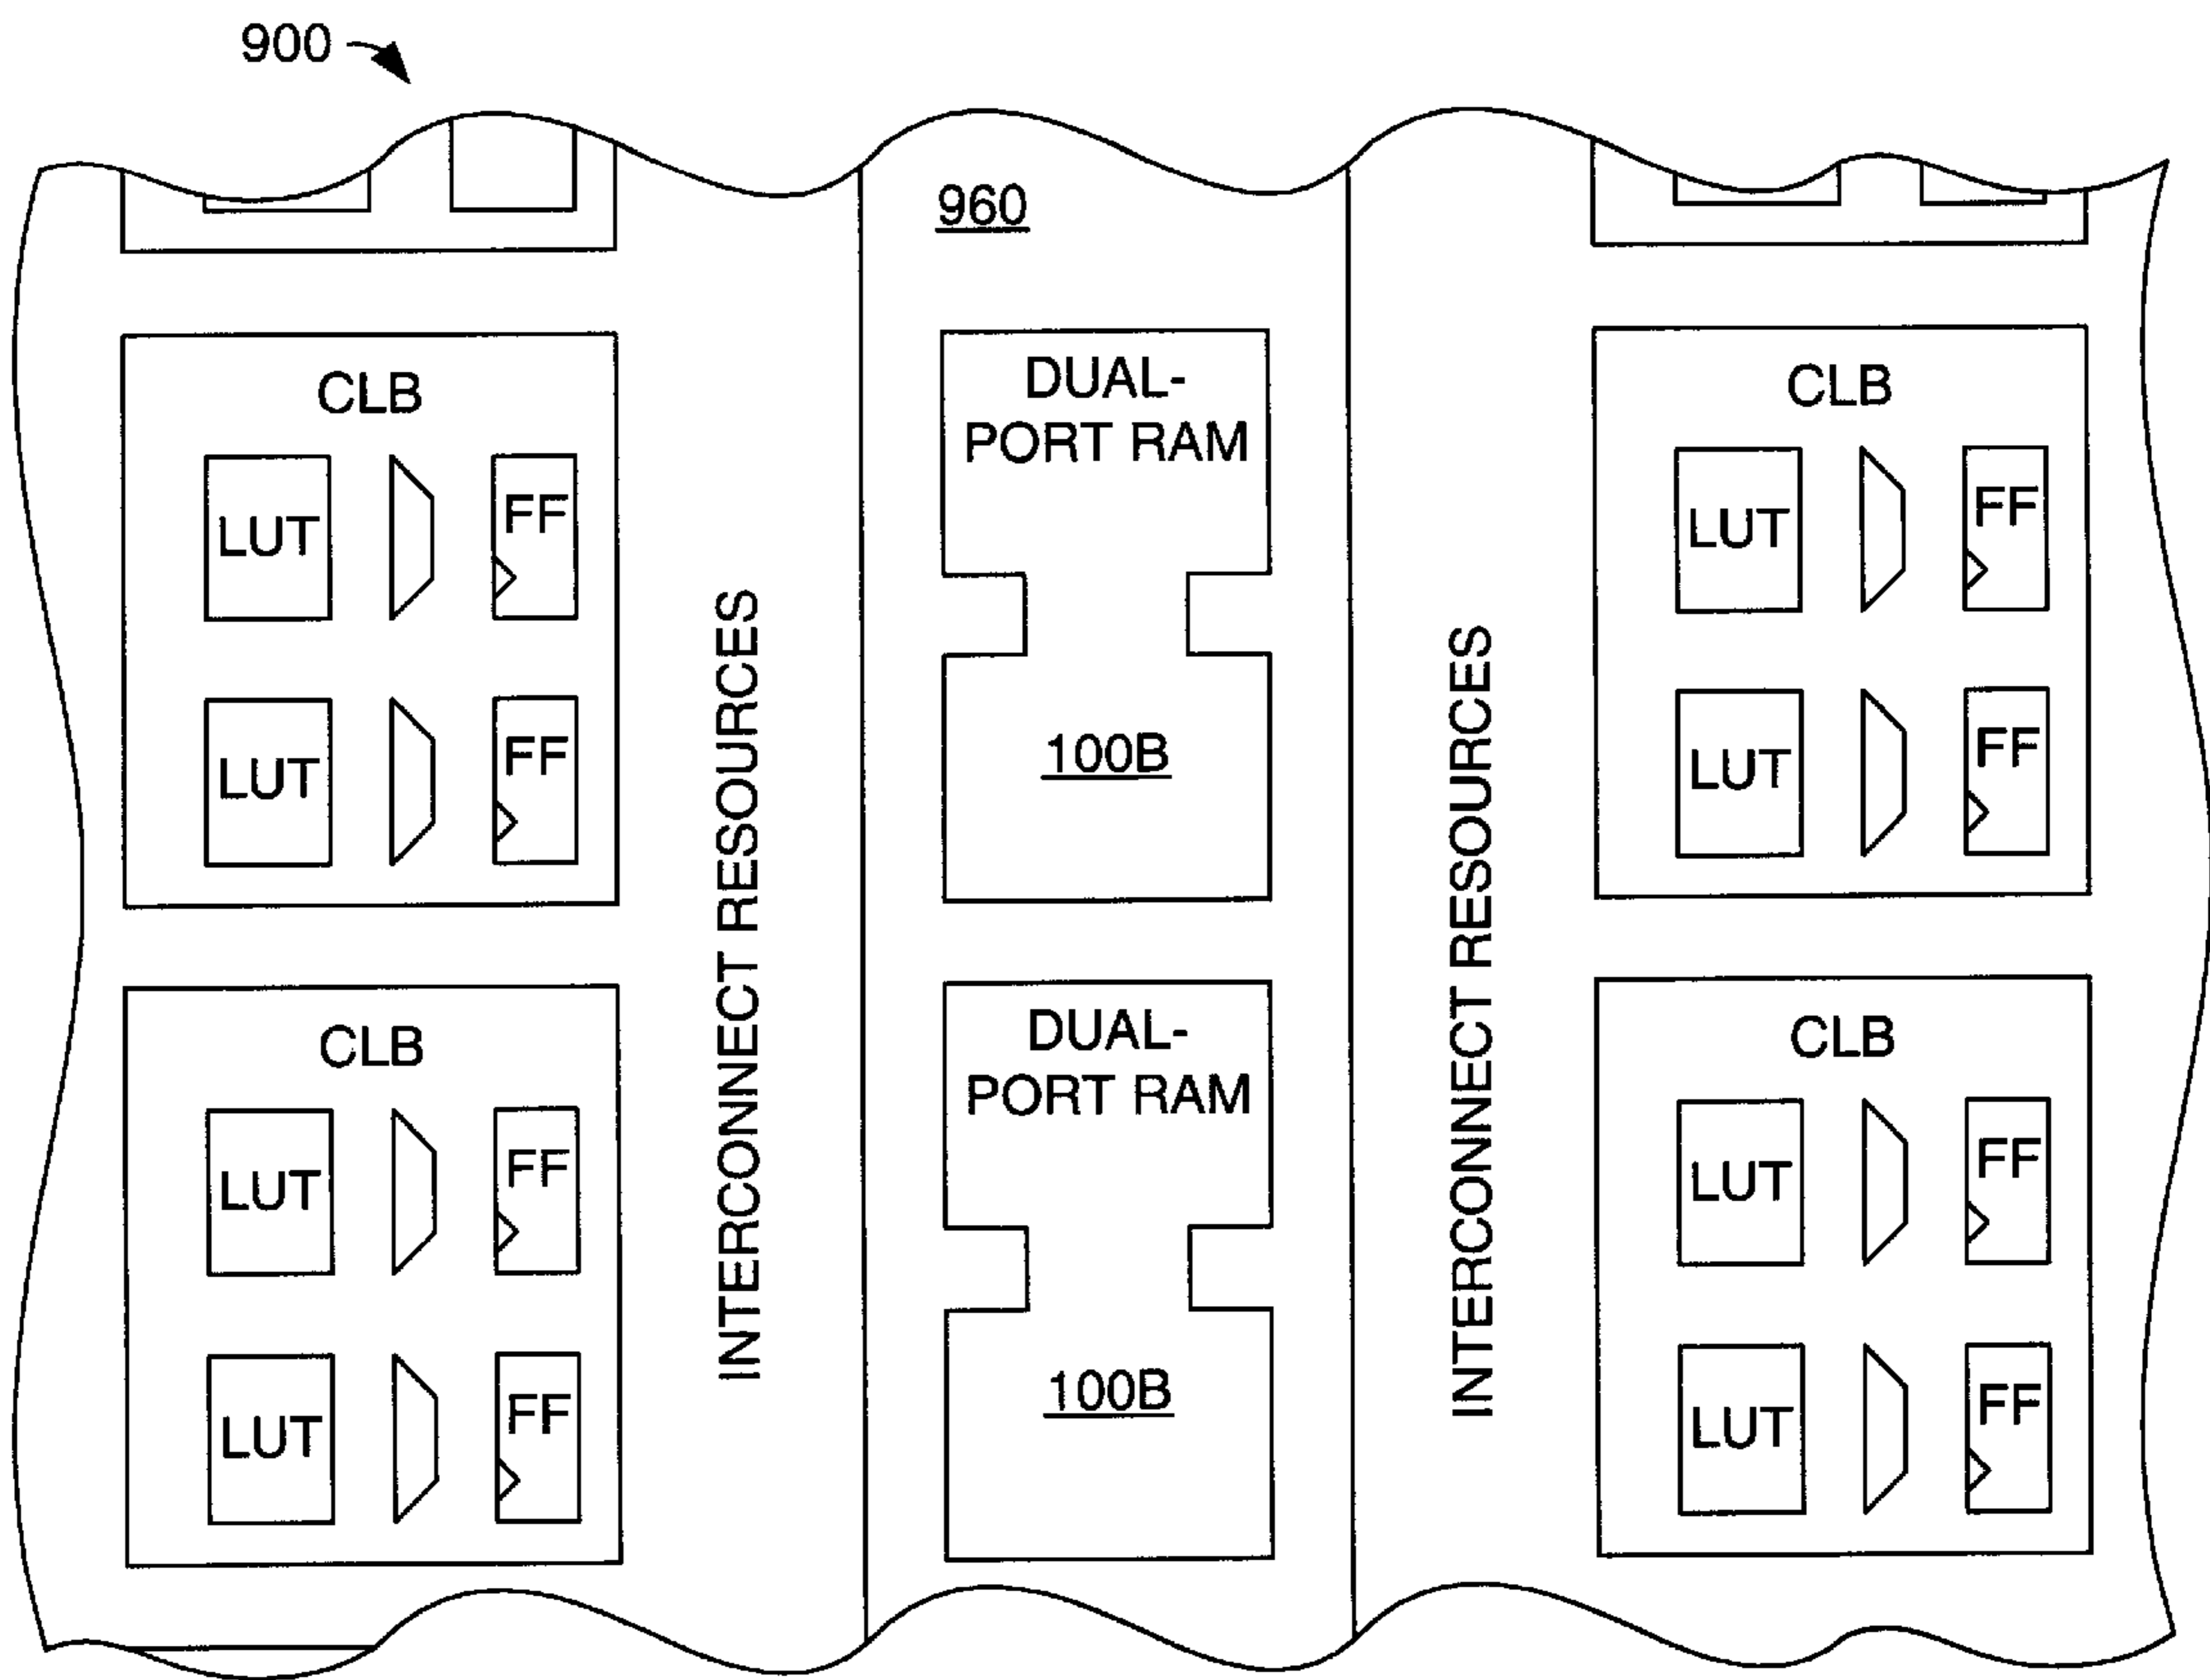 900
960
CLB
LUT
FF
LUT
FF
CLB
LUT
FF
LUT
FF
INTERCONNECT RESOURCES
DUAL-
PORT RAM
100B
DUAL-
PORT RAM
100B
INTERCONNECT RESOURCES
CLB
LUT
FF
LUT
FF
CLB
LUT
FF
LUT
FF